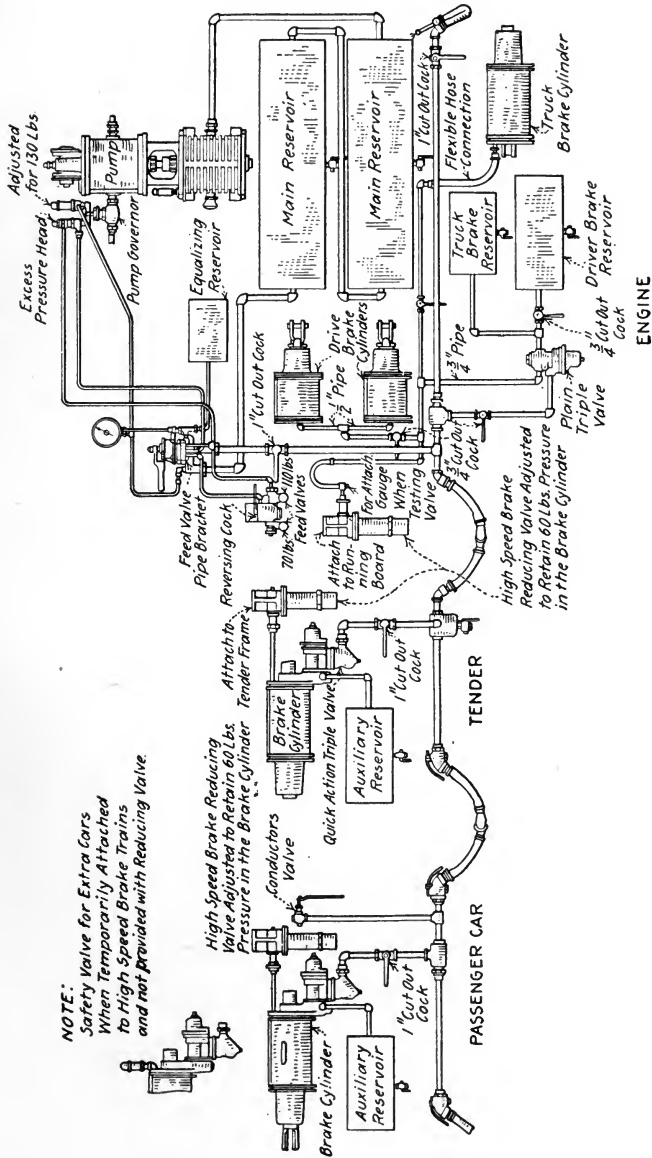 NOTE:
Safety Valve for Extra Cars
When Temporarily Attached
to High Speed Brake Trains
and not provided with Reducing Valve.
High Speed Brake Reducing
Valve Adjusted to Retain 60 Lbs.
Pressure in the Brake Cylinder
Conductors
Valve
1" Cut Out
Cock
Brake Cylinder
Auxiliary
Reservoir
PASSENGER CAR
Attach to
Tender Frame
Brake
Cylinder
Quick Action Triple Valve
Auxiliary
Reservoir
1" Cut Out
Cock
TENDER
Adjusted
for 130 Lbs.
Excess
Pressure Head
Pump
Pump Governor
Equalizing
Reservoir
Feed Valve
Pipe Bracket
Reversing Cock
70 lbs
110 lbs
Feed Valves
1" Cut Out Cock
Main Reservoir
Main Reservoir
Drive
Brake
Cylinders
1/2" Pipe
Attach
to Run-
ning
Board
For Attach.
Gauge
When
Testing
Valve
3/4" Cut Out
Cock
High Speed Brake
Reducing Valve Adjusted
to Retain 60 Lbs. Pressure
in the Brake Cylinder
1" Cut Out Cock
Flexible Hose
Connection
Truck
Brake Cylinder
Truck
Brake
Reservoir
Driver Brake
Reservoir
3/4" Pipe
3/4" Cut Out
Cock
Plain
Triple
Valve
ENGINE